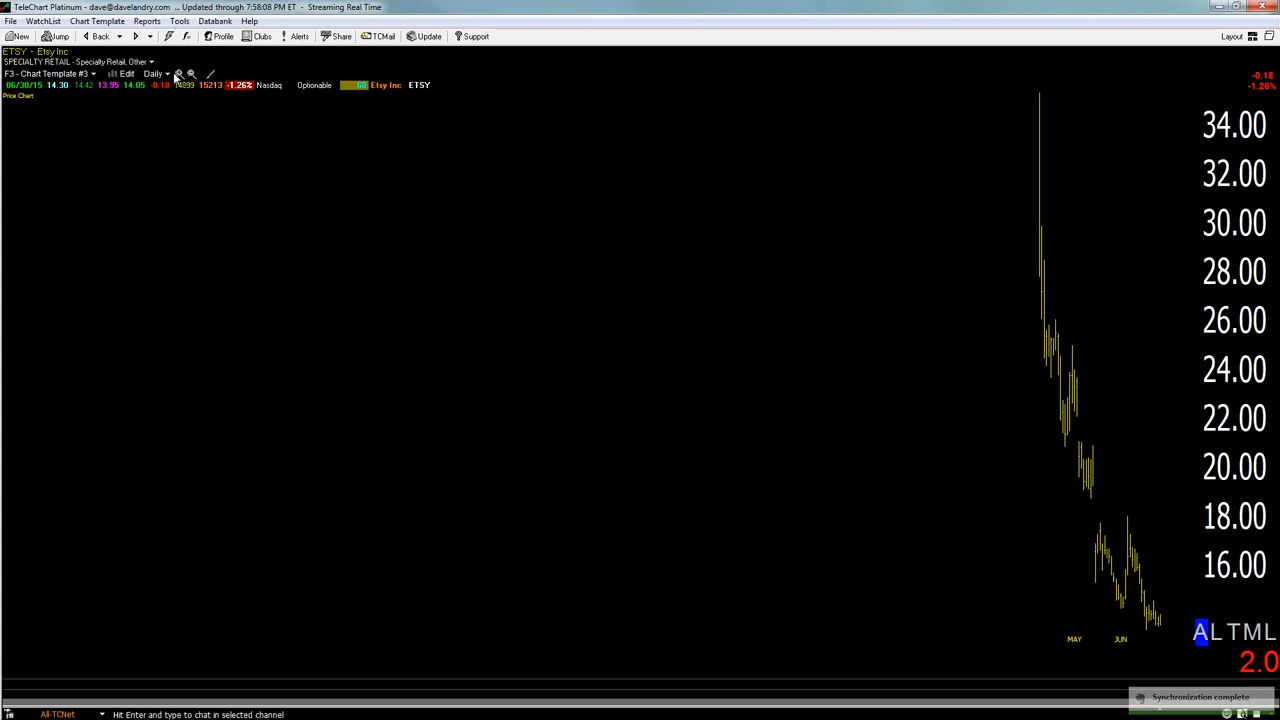 TeleChart Platinum - dave@davelandry.com ... Updated through 7:58:08 PM ET - Streaming Real Time
File WatchList Chart Template Reports Tools Databank Help
New Jump Back Profile Clubs Alerts Share TCMail Update Support Layout
ETSY - Etsy Inc
SPECIALTY RETAIL - Specialty Retail, Other
F3 - Chart Template #3 Edit Daily
-0.18
06/30/15 14.30 14.42 13.95 14.05 -0.18 14899 15213 -1.26% Nasdaq Optionable 68 Etsy Inc ETSY
-1.26%
Price Chart
34.00
32.00
30.00
28.00
26.00
24.00
22.00
20.00
18.00
16.00
ALTML
MAY JUN
2.0
Synchronization complete
All-TCNet Hit Enter and type to chat in selected channel